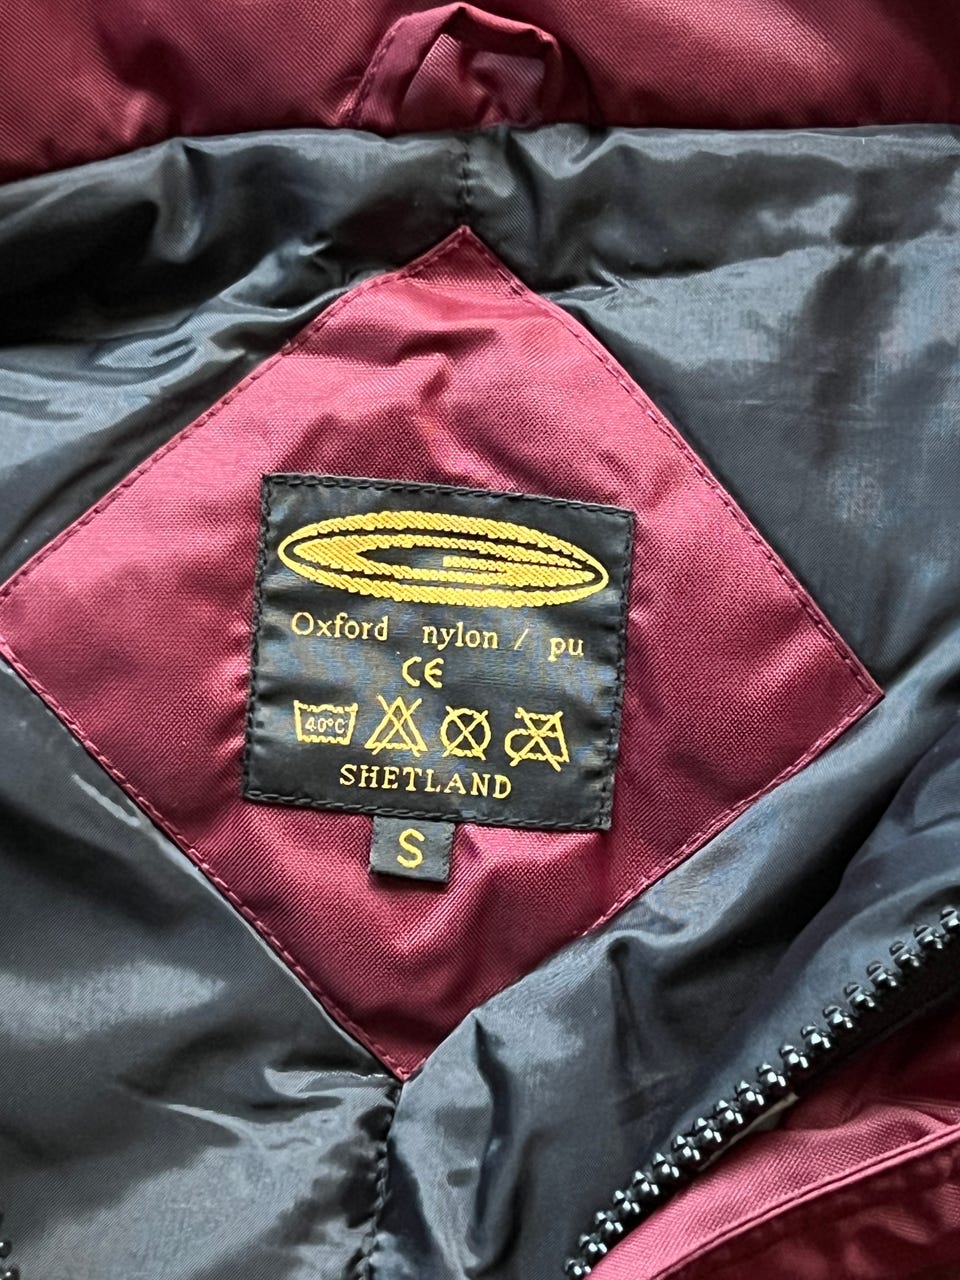 Oxford nylon / pu
CE
40°C
SHETLAND
S